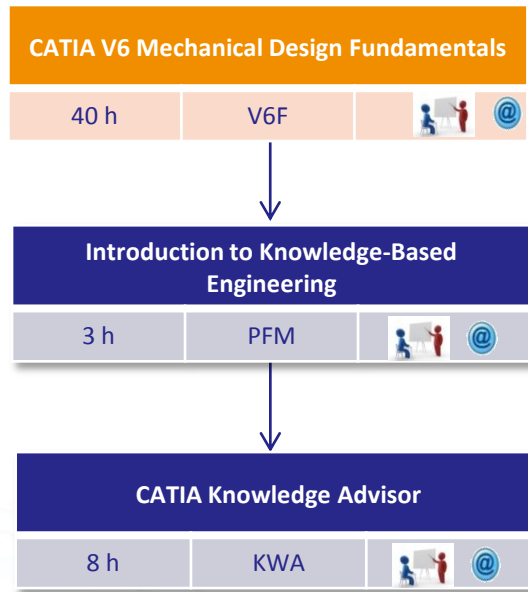 CATIA V6 Mechanical Design Fundamentals
40 h V6F @
Introduction to Knowledge-Based
Engineering
3 h PFM @
CATIA Knowledge Advisor
8 h KWA @